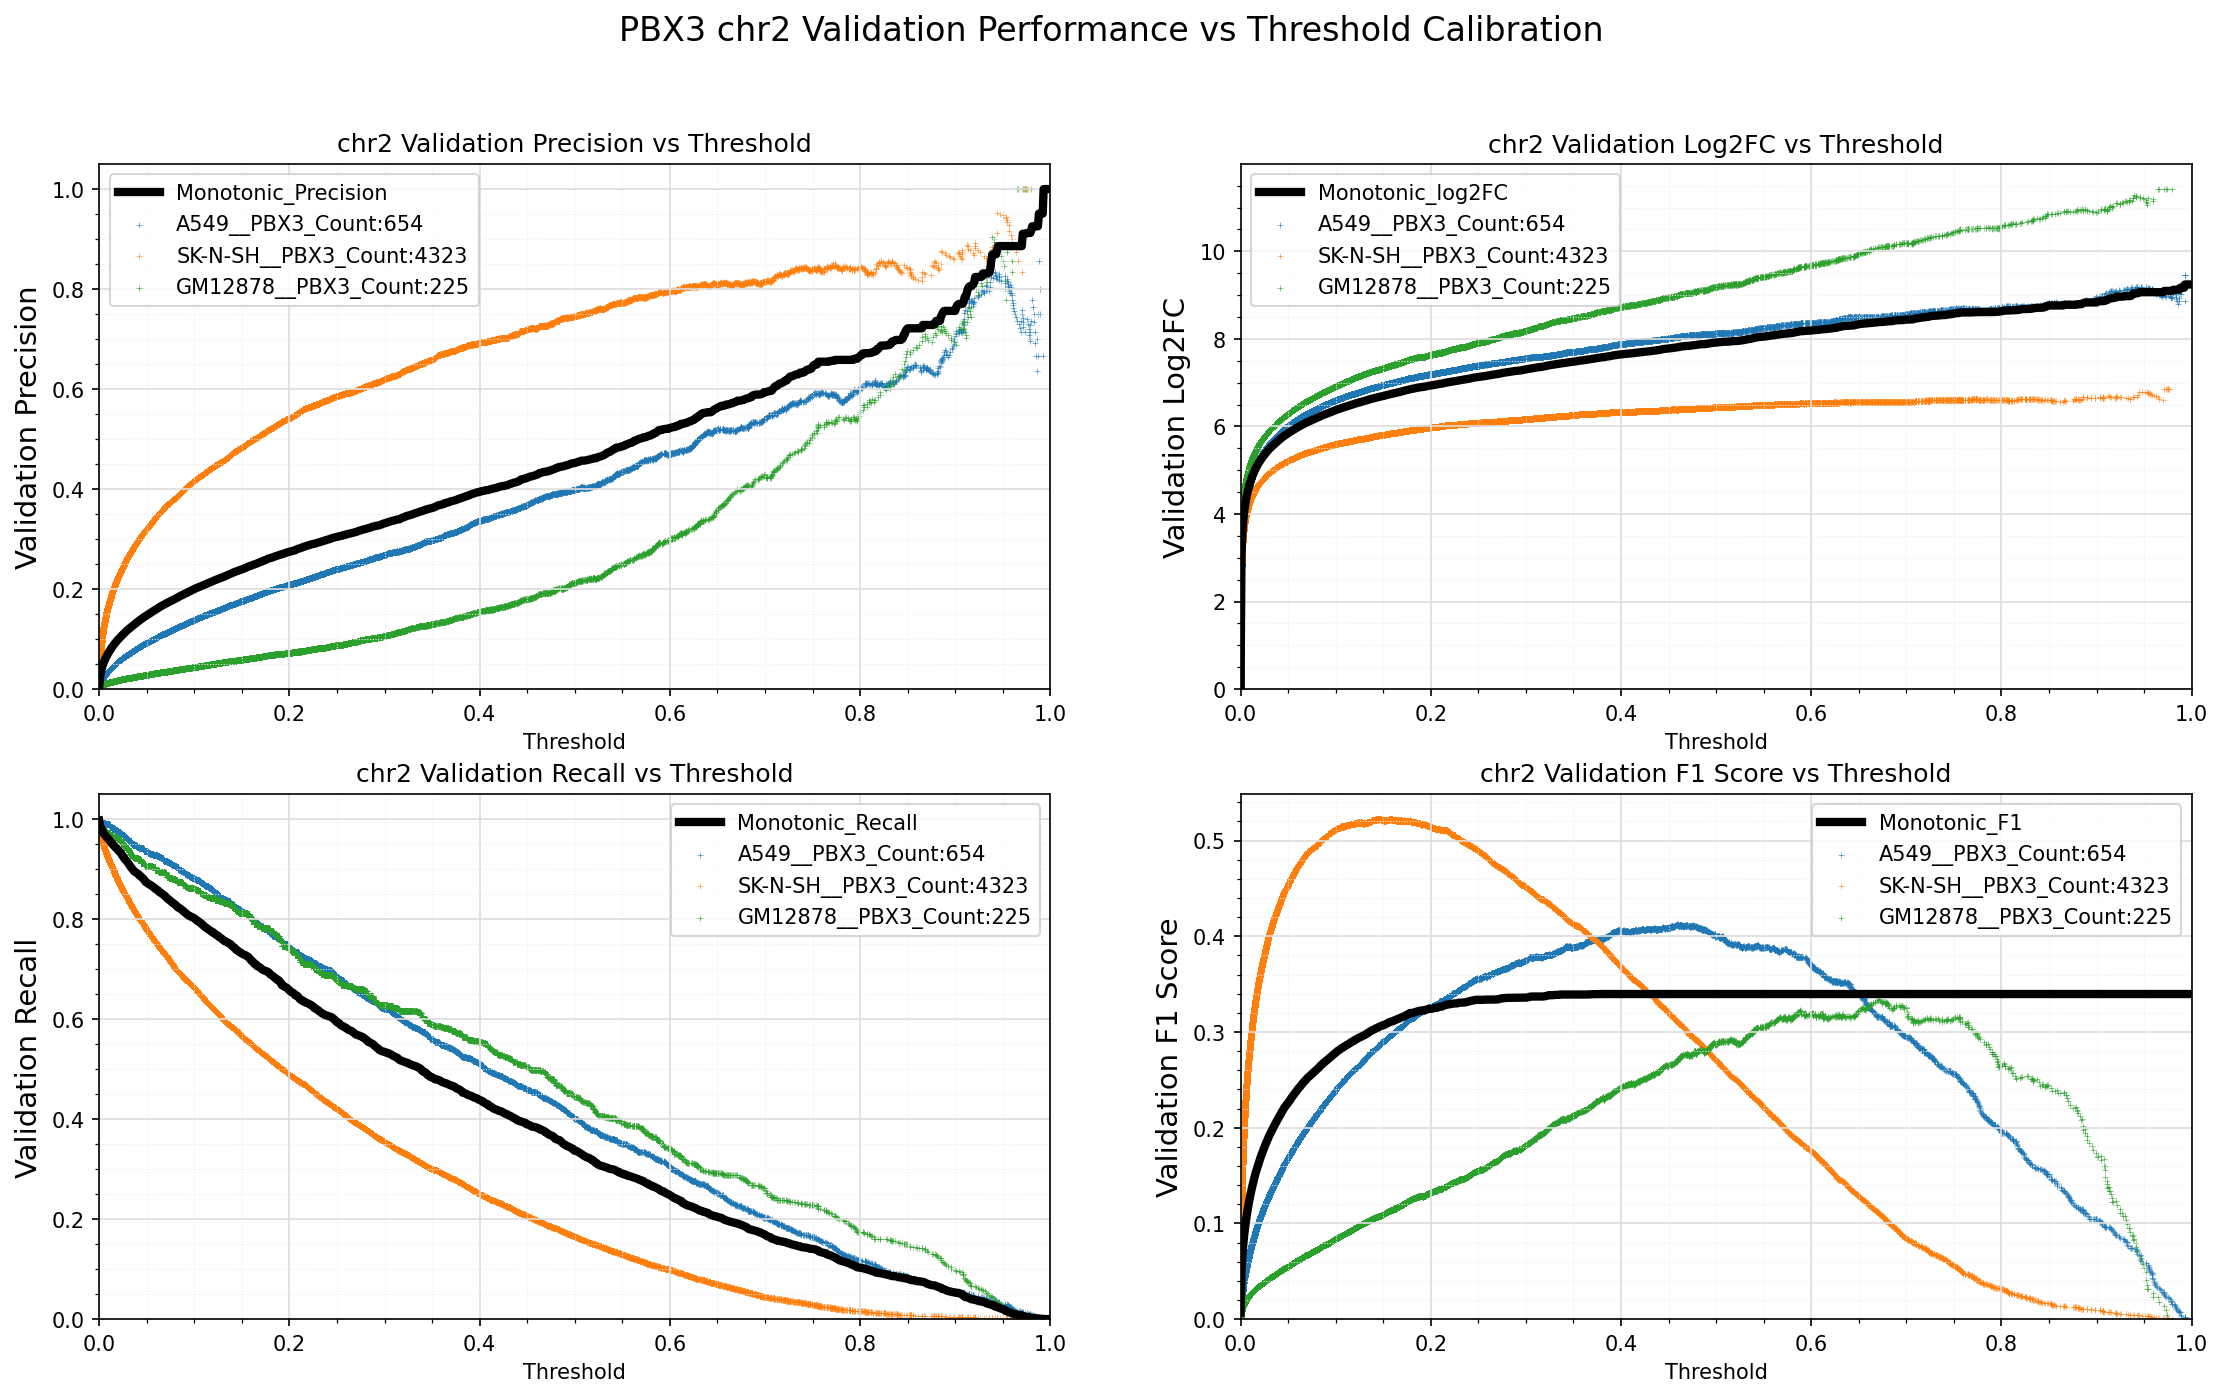 PBX3 chr2 Validation Performance vs Threshold Calibration
chr2 Validation Precision vs Threshold
Validation Precision
1.0
0.8
0.6
0.4
0.2
0.0
Monotonic_Precision
A549__PBX3_Count:654
SK-N-SH__PBX3_Count:4323
GM12878__PBX3_Count:225
0.0 0.2 0.4 0.6 0.8 1.0
Threshold
chr2 Validation Log2FC vs Threshold
Validation Log2FC
10
8
6
4
2
0
Monotonic_log2FC
A549__PBX3_Count:654
SK-N-SH__PBX3_Count:4323
GM12878__PBX3_Count:225
0.0 0.2 0.4 0.6 0.8 1.0
Threshold
chr2 Validation Recall vs Threshold
Validation Recall
1.0
0.8
0.6
0.4
0.2
0.0
Monotonic_Recall
A549__PBX3_Count:654
SK-N-SH__PBX3_Count:4323
GM12878__PBX3_Count:225
0.0 0.2 0.4 0.6 0.8 1.0
Threshold
chr2 Validation F1 Score vs Threshold
Validation F1 Score
0.5
0.4
0.3
0.2
0.1
0.0
Monotonic_F1
A549__PBX3_Count:654
SK-N-SH__PBX3_Count:4323
GM12878__PBX3_Count:225
0.0 0.2 0.4 0.6 0.8 1.0
Threshold